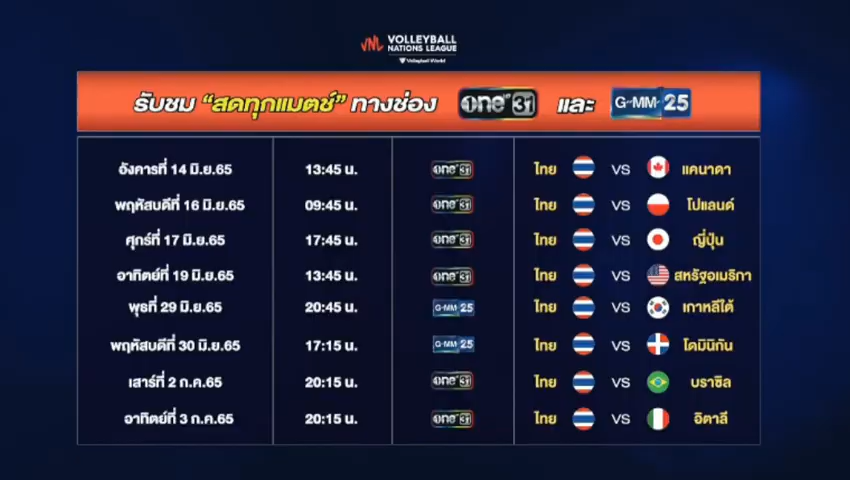 VNL VOLLEYBALL
NATIONS LEAGUE
Volleyball World
รับชม “สดทุกแมตช์” ทางช่อง one 31 และ GMM 25
อังคารที่ 14 มิ.ย.65 13:45 น. one 31 ไทย VS แคนาดา
พฤหัสบดีที่ 16 มิ.ย.65 09:45 น. one 31 ไทย VS โปแลนด์
ศุกร์ที่ 17 มิ.ย.65 17:45 น. one 31 ไทย VS ญี่ปุ่น
อาทิตย์ที่ 19 มิ.ย.65 13:45 น. one 31 ไทย VS สหรัฐอเมริกา
พุธที่ 29 มิ.ย.65 20:45 น. GMM 25 ไทย VS เกาหลีใต้
พฤหัสบดีที่ 30 มิ.ย.65 17:15 น. GMM 25 ไทย VS โดมินิกัน
เสาร์ที่ 2 ก.ค.65 20:15 น. one 31 ไทย VS บราซิล
อาทิตย์ที่ 3 ก.ค.65 20:15 น. one 31 ไทย VS อิตาลี